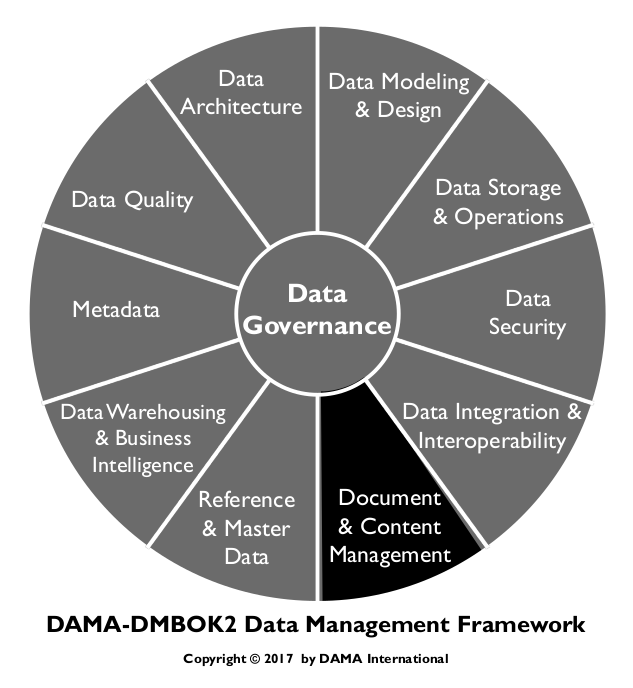 Data
Architecture
Data Modeling
& Design
Data Storage
& Operations
Data
Security
Data Integration &
Interoperability
Document
& Content
Management
Reference
& Master
Data
Data Warehousing
& Business
Intelligence
Metadata
Data Quality
Data
Governance
DAMA-DMBOK2 Data Management Framework
Copyright © 2017 by DAMA International